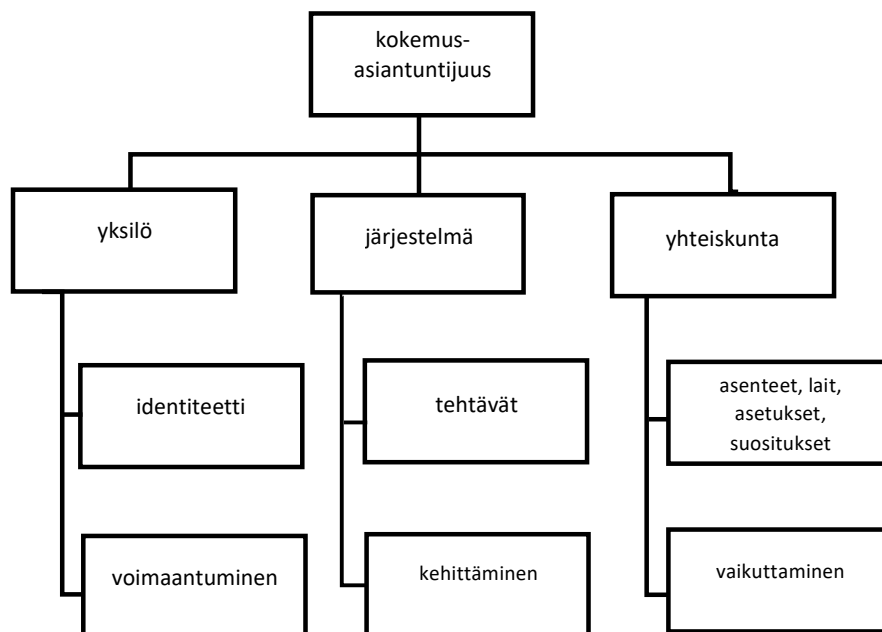 kokemus-
asiantuntijuus
yksilö
järjestelmä
yhteiskunta
identiteetti
tehtävät
asenteet, lait,
asetukset,
suositukset
voimaantuminen
kehittäminen
vaikuttaminen